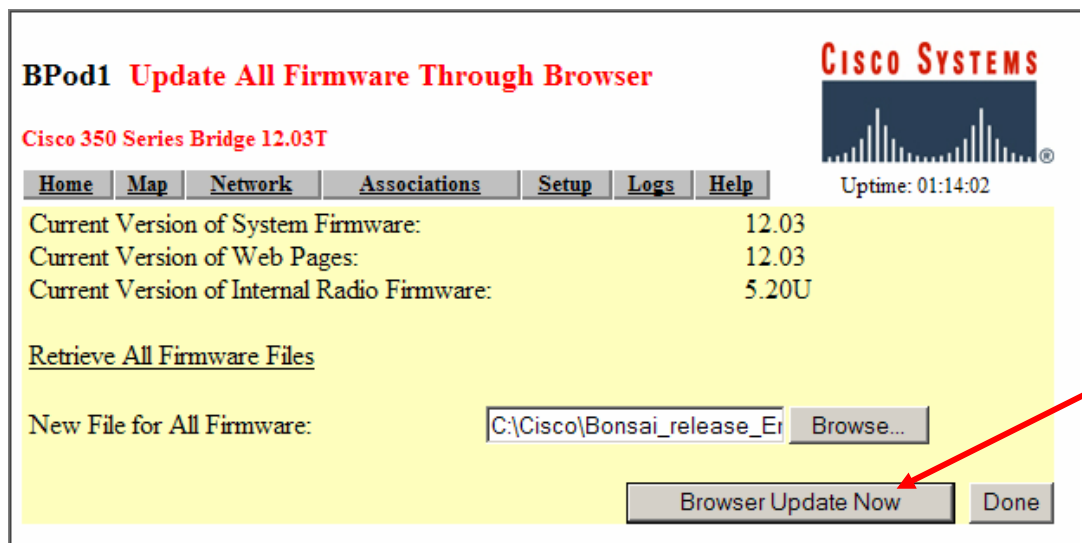 CISCO SYSTEMS
BPod1 Update All Firmware Through Browser
Cisco 350 Series Bridge 12.03T
®
Home Map Network Associations Setup Logs Help
Uptime: 01:14:02
Current Version of System Firmware: 12.03
Current Version of Web Pages: 12.03
Current Version of Internal Radio Firmware: 5.20U
Retrieve All Firmware Files
New File for All Firmware: C:\Cisco\Bonsai_release_Er Browse...
Browser Update Now Done